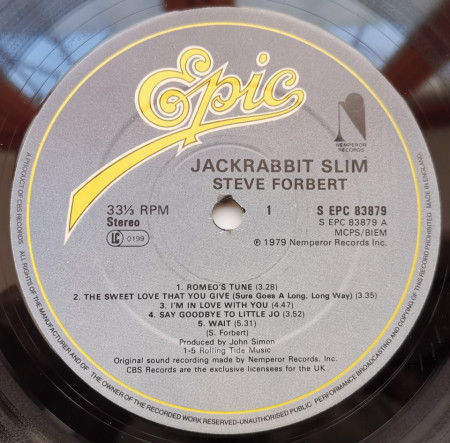 Epic
NEMPEROR
RECORDS
JACKRABBIT SLIM
STEVE FORBERT
33⅓ RPM
Stereo
LC 0199
1
S EPC 83879
S EPC 83879 A
MCPS/BIEM
℗ 1979 Nemperor Records Inc.
1. ROMEO'S TUNE (3.28)
2. THE SWEET LOVE THAT YOU GIVE (Sure Goes A Long, Long Way) (3.35)
3. I'M IN LOVE WITH YOU (4.47)
4. SAY GOODBYE TO LITTLE JO (3.52)
5. WAIT (5.31)
(S. Forbert)
Produced by John Simon
1-5 Rolling Tide Music
Original sound recording made by Nemperor Records, Inc.
CBS Records are the exclusive licensees for the UK
A PRODUCT OF CBS RECORDS
ALL RIGHTS OF THE MANUFACTURER AND OF THE OWNER OF THE RECORDED WORK RESERVED-UNAUTHORISED PUBLIC PERFORMANCE BROADCASTING AND COPYING OF THIS RECORD PROHIBITED. MADE IN ENGLAND.